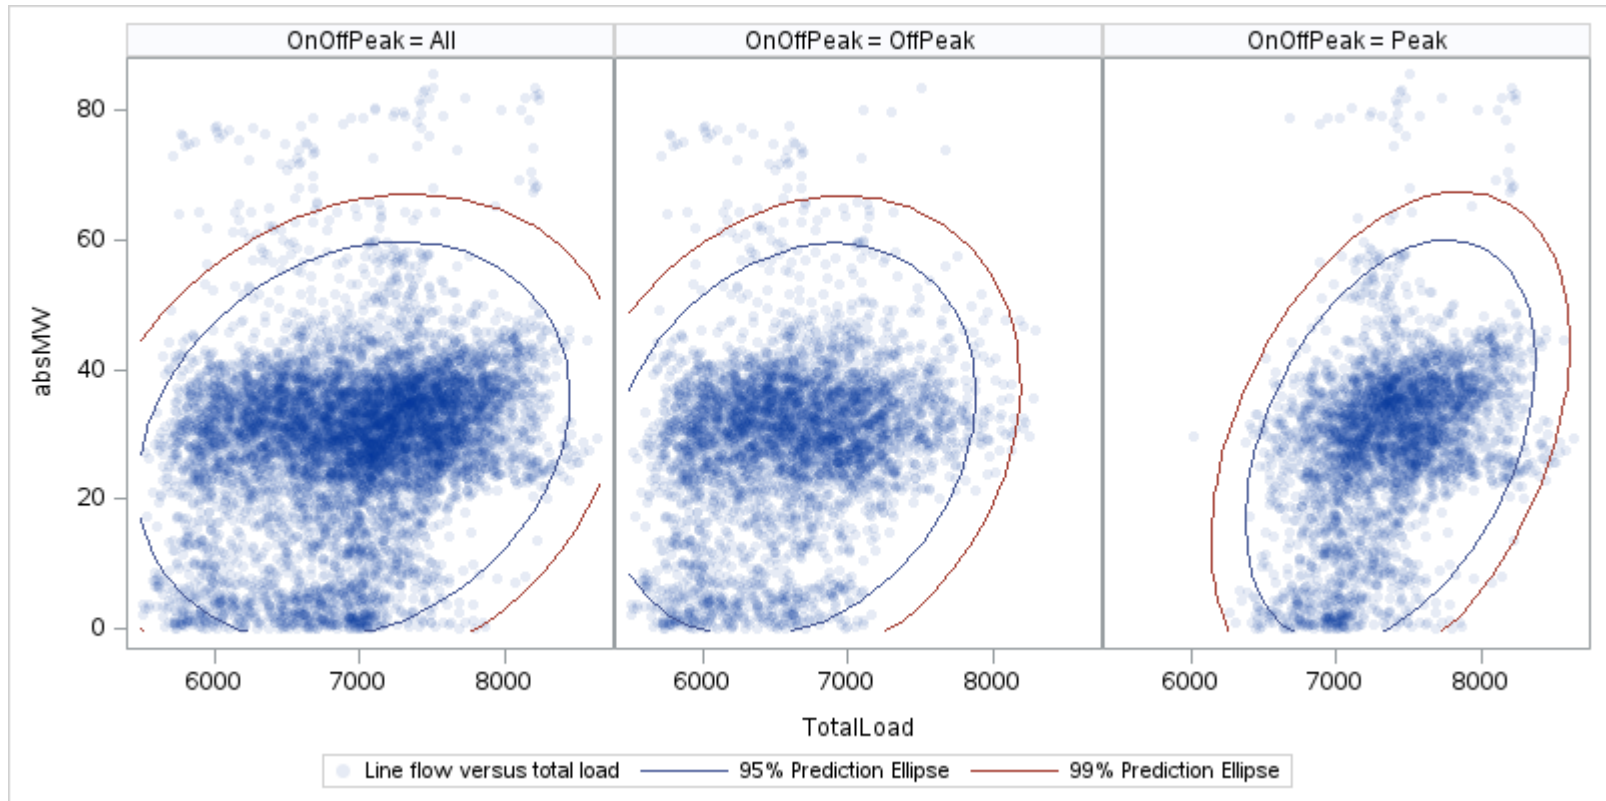 OnOffPeak = All
OnOffPeak = OffPeak
OnOffPeak = Peak
80
60
40
20
0
absMW
6000 7000 8000
6000 7000 8000
6000 7000 8000
TotalLoad
Line flow versus total load
95% Prediction Ellipse
99% Prediction Ellipse